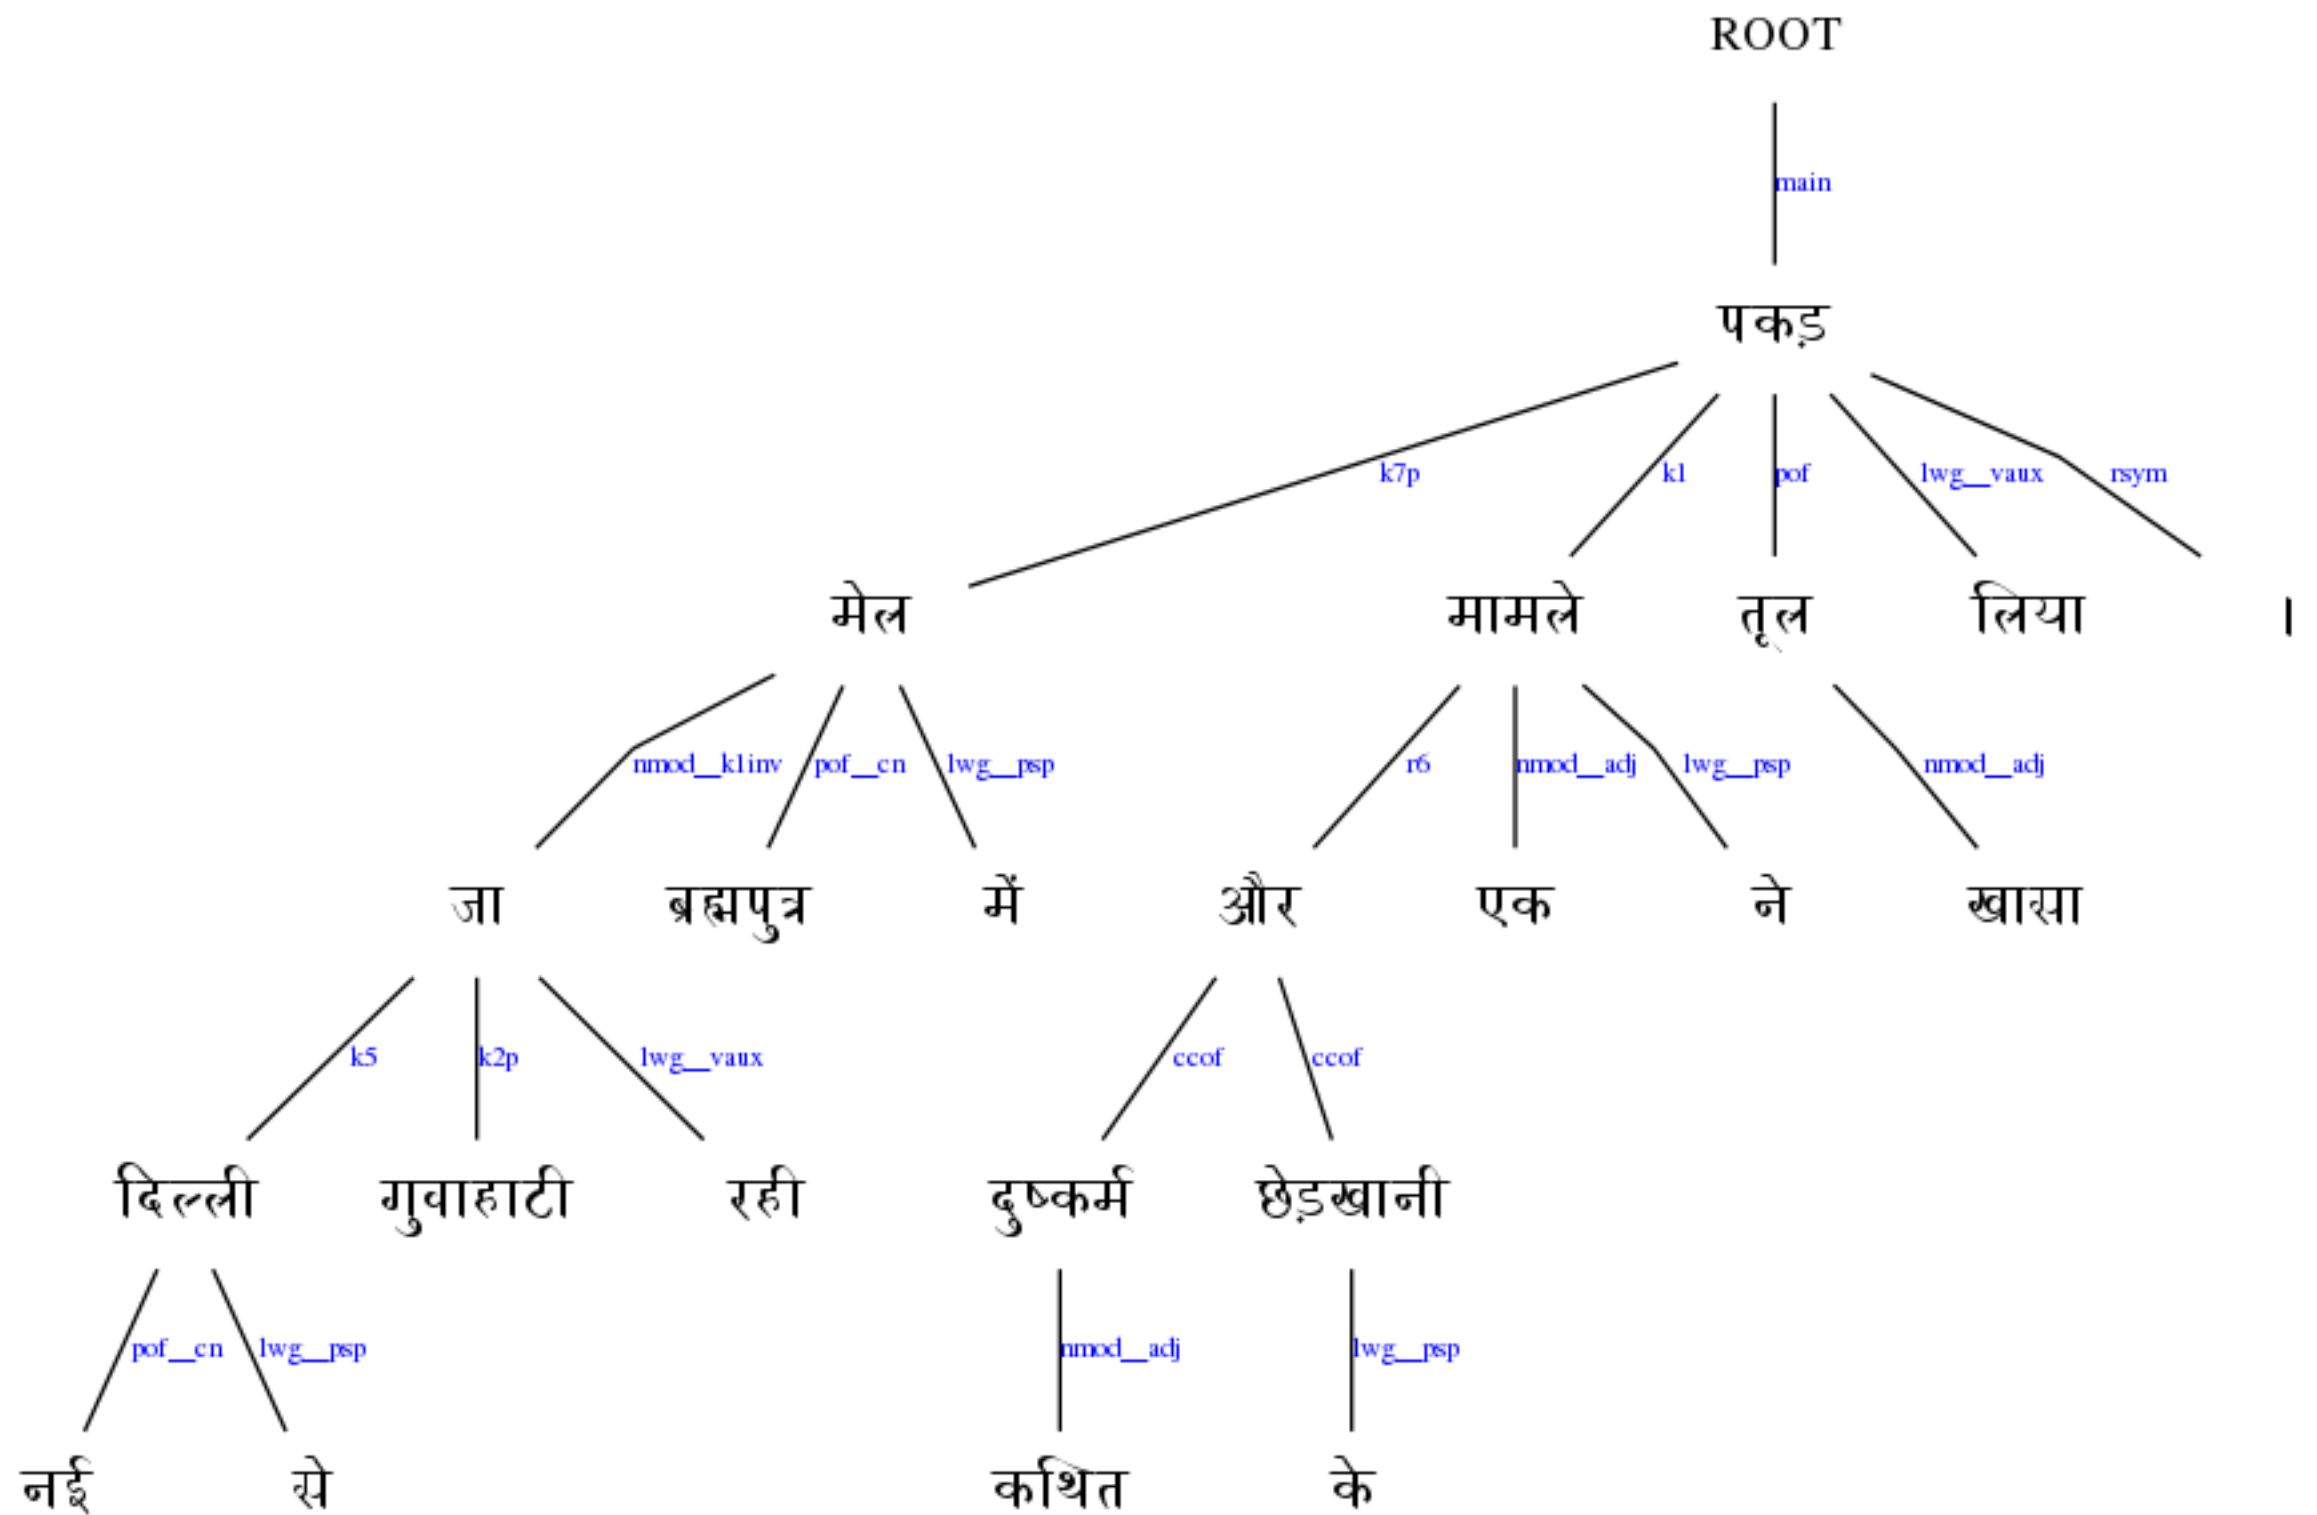 ROOT
main
पकड़
k7p k1 pof lwg__vaux rsym
मेल मामले तूल लिया ।
nmod__k1inv pof__cn lwg__psp r6 nmod__adj lwg__psp nmod__adj
जा ब्रह्मपुत्र में और एक ने खासा
k5 k2p lwg__vaux ccof ccof
दिल्ली गुवाहाटी रही दुष्कर्म छेड़खानी
pof__cn lwg__psp nmod__adj lwg__psp
नई से कथित के